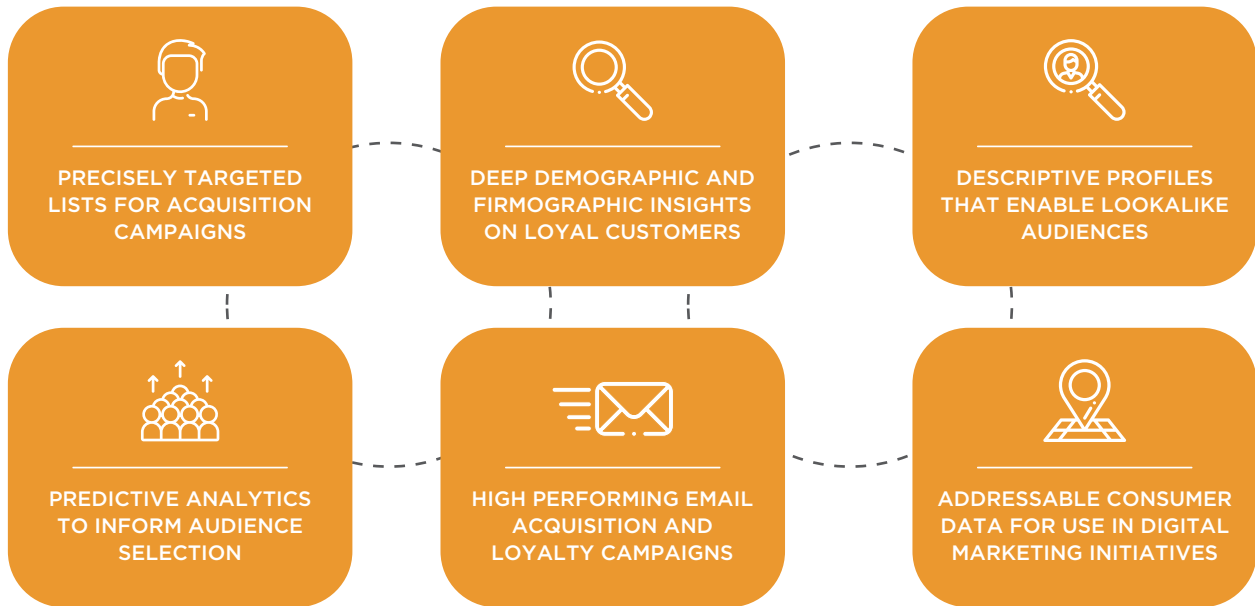 PRECISELY TARGETED
LISTS FOR ACQUISITION
CAMPAIGNS
DEEP DEMOGRAPHIC AND
FIRMOGRAPHIC INSIGHTS
ON LOYAL CUSTOMERS
DESCRIPTIVE PROFILES
THAT ENABLE LOOKALIKE
AUDIENCES
PREDICTIVE ANALYTICS
TO INFORM AUDIENCE
SELECTION
HIGH PERFORMING EMAIL
ACQUISITION AND
LOYALTY CAMPAIGNS
ADDRESSABLE CONSUMER
DATA FOR USE IN DIGITAL
MARKETING INITIATIVES